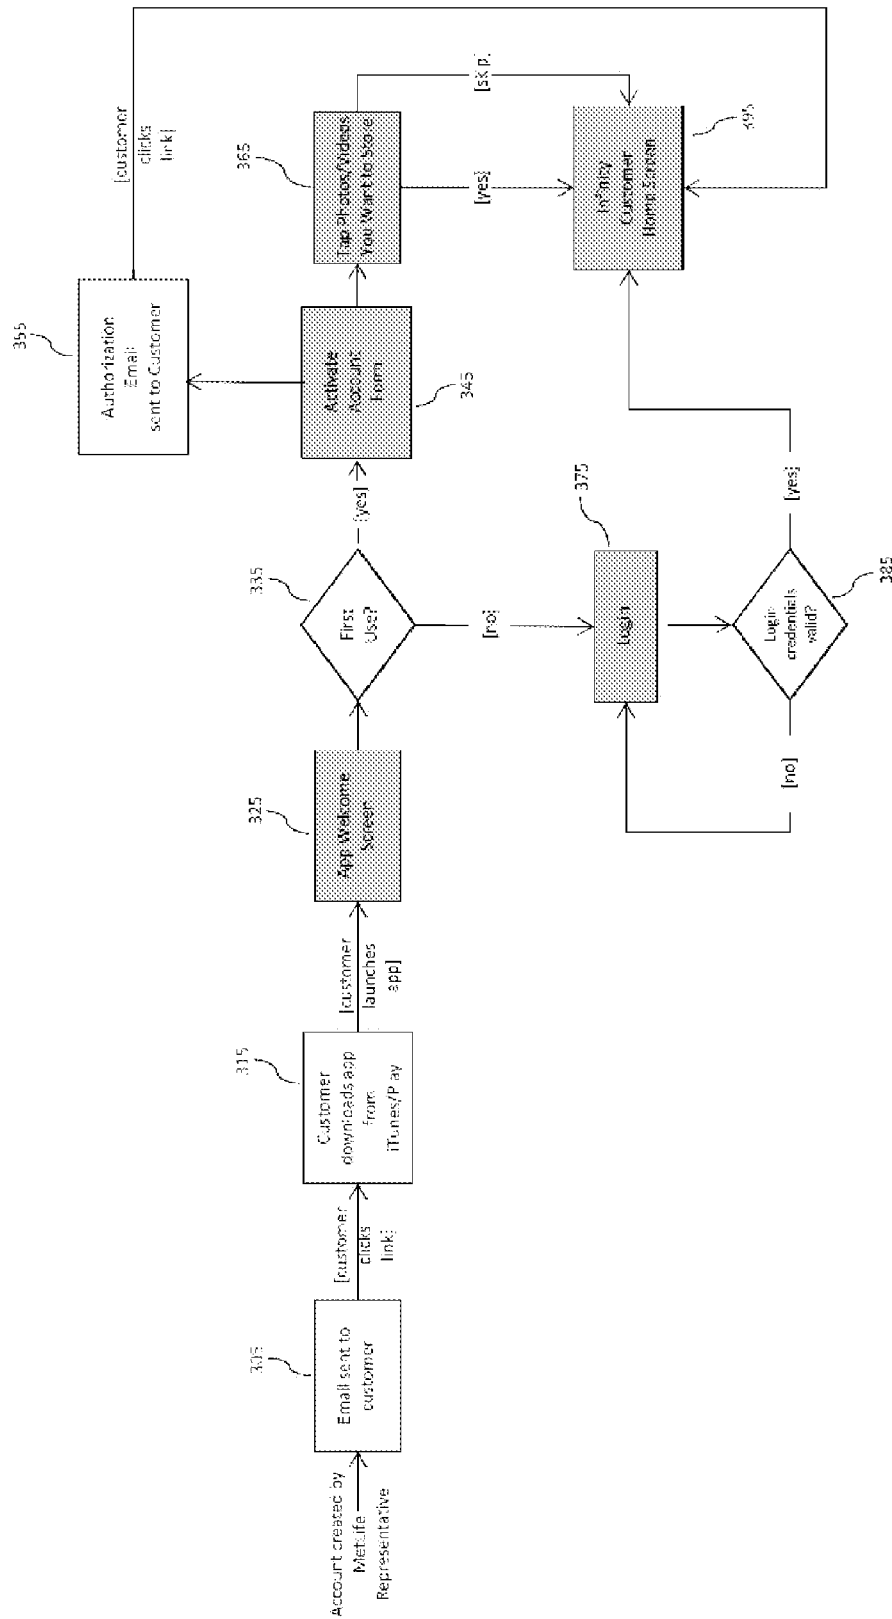 Account created by
MetLife
Representative
305
Email sent to
customer
[customer
clicks
link]
315
Customer
downloads app
from
iTunes/Play
[customer
launches
app]
325
App Welcome
Screen
335
First
Use?
[yes]
[no]
345
Activate
Account
Form
355
Authorization
Email
sent to Customer
[customer
clicks
link]
365
Tap Photos/Videos
You Want to Store
[skip]
[yes]
375
Login
385
Login
credentials
valid?
[no]
[yes]
395
Infinity
Customer
Home Screen